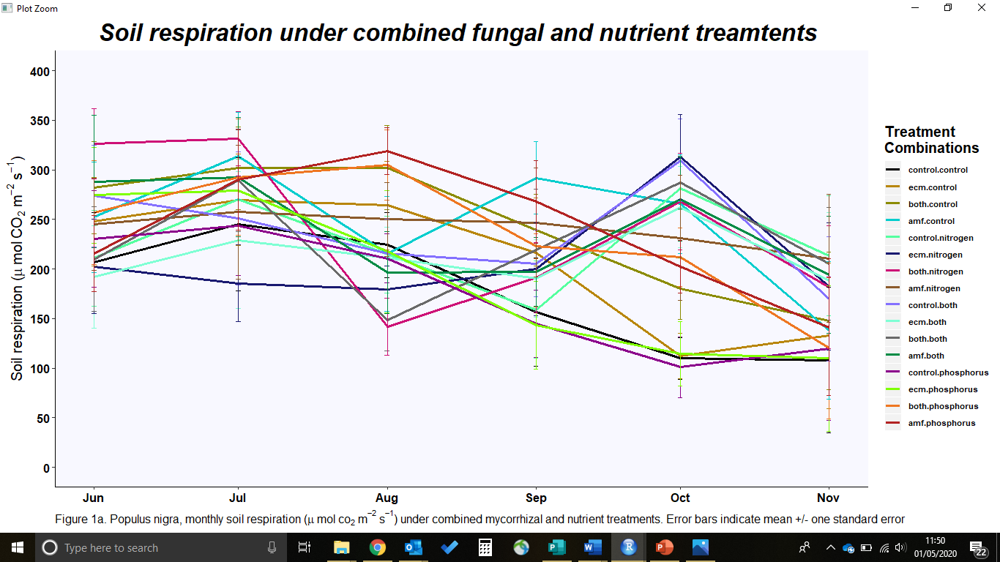 Plot Zoom
Soil respiration under combined fungal and nutrient treamtents
Soil respiration (μ mol CO₂ m⁻² s⁻¹)
400
350
300
250
200
150
100
50
0
Jun Jul Aug Sep Oct Nov
Treatment
Combinations
control.control
ecm.control
both.control
amf.control
control.nitrogen
ecm.nitrogen
both.nitrogen
amf.nitrogen
control.both
ecm.both
both.both
amf.both
control.phosphorus
ecm.phosphorus
both.phosphorus
amf.phosphorus
Figure 1a. Populus nigra, monthly soil respiration (μ mol co₂ m⁻² s⁻¹) under combined mycorrhizal and nutrient treatments. Error bars indicate mean +/- one standard error
Type here to search
11:50
01/05/2020
22